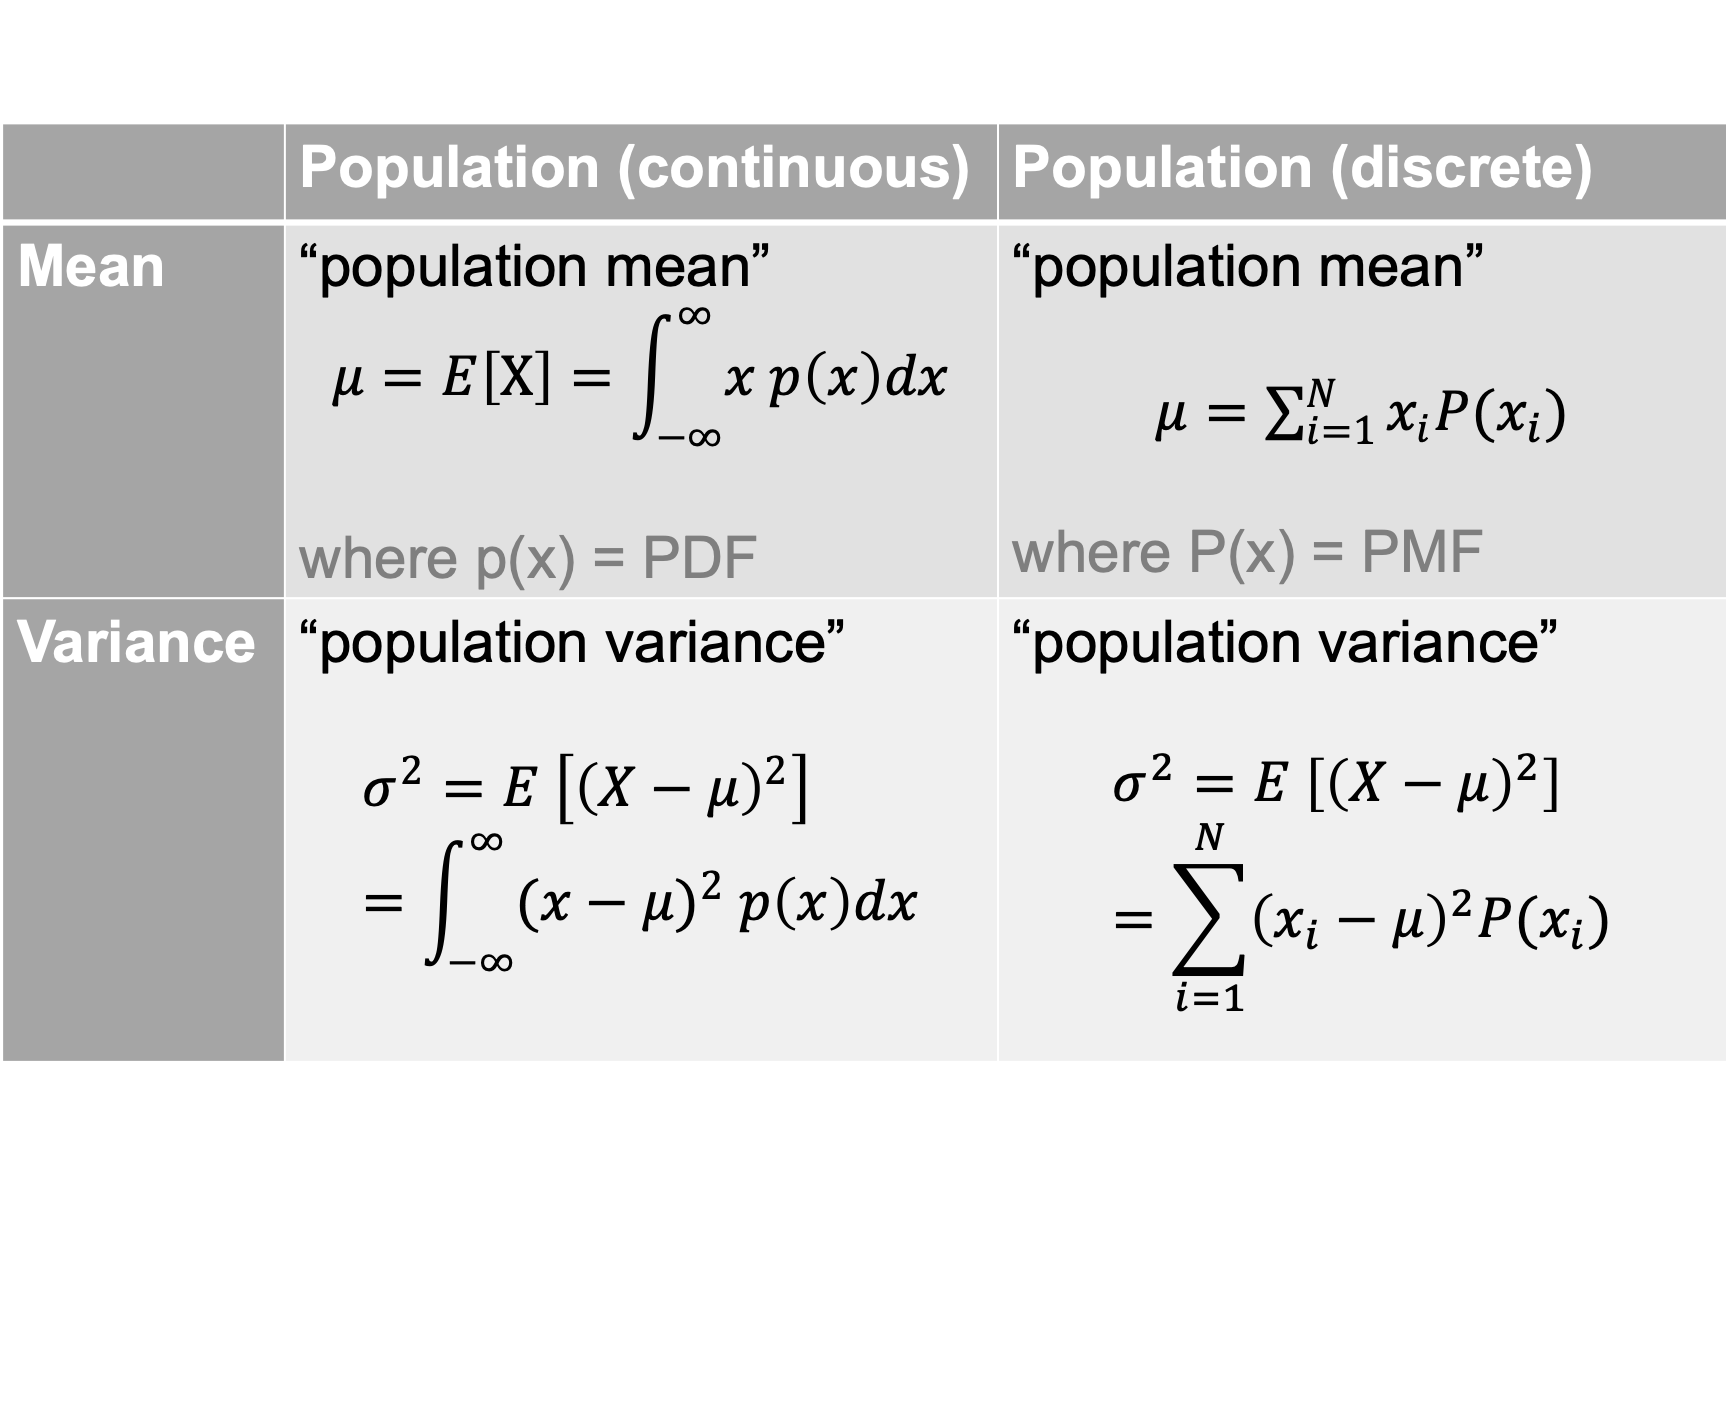 Population (continuous) Population (discrete)
Mean
“population mean”
μ = E[X] = ∫_{-∞}^{∞} x p(x)dx
where p(x) = PDF
“population mean”
μ = ∑_{i=1}^{N} x_i P(x_i)
where P(x) = PMF
Variance
“population variance”
σ² = E [(X − μ)²]
= ∫_{-∞}^{∞} (x − μ)² p(x)dx
“population variance”
σ² = E [(X − μ)²]
= ∑_{i=1}^{N} (x_i − μ)² P(x_i)